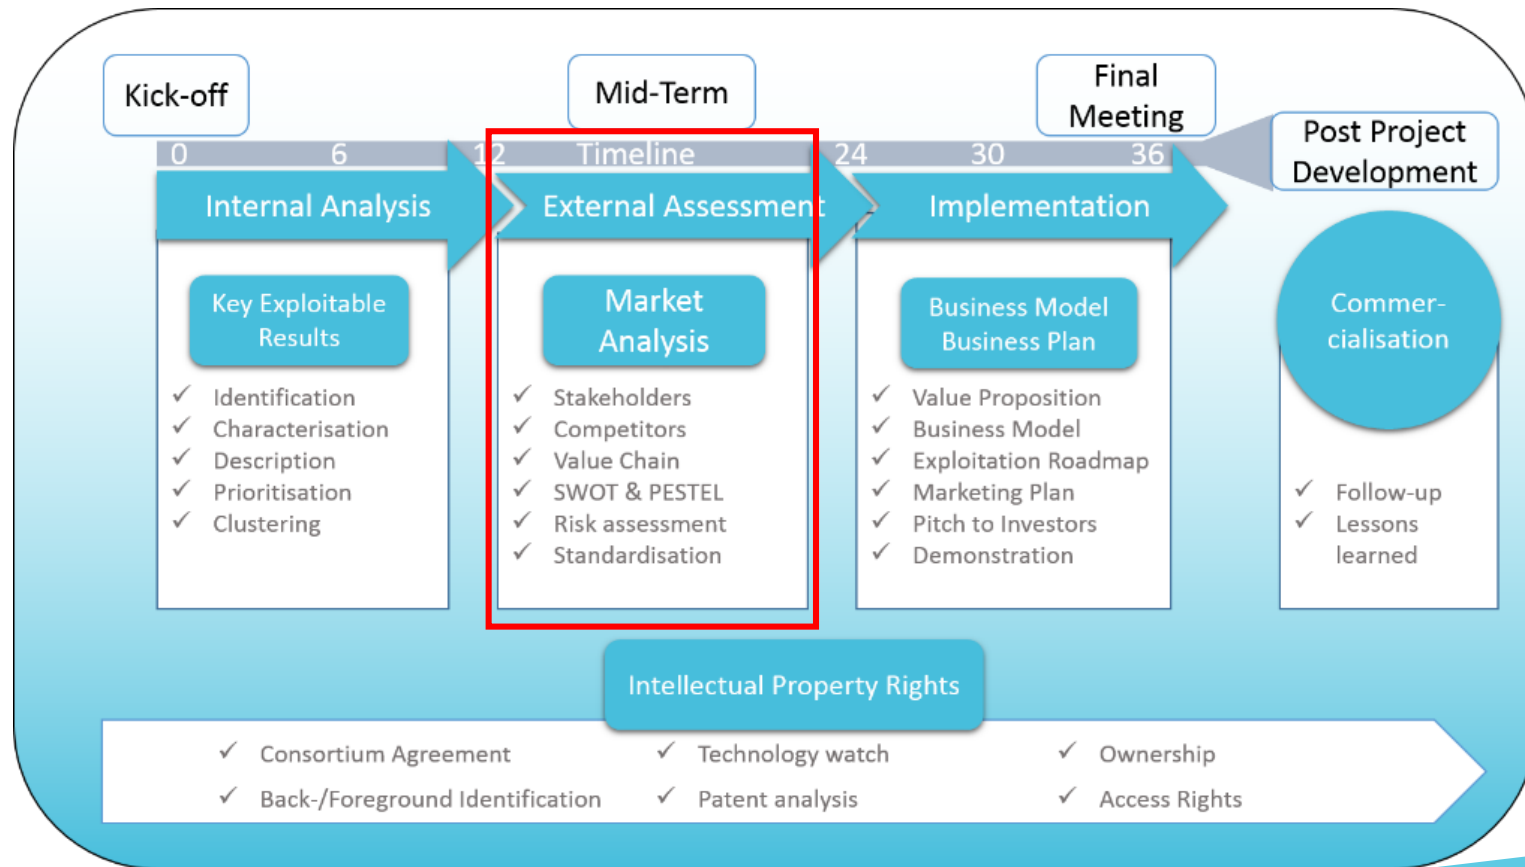 Kick-off
Mid-Term
Final
Meeting
Post Project
Development
0 6 12 Timeline 24 30 36
Internal Analysis
External Assessment
Implementation
Key Exploitable
Results
Identification
Characterisation
Description
Prioritisation
Clustering
Market
Analysis
Stakeholders
Competitors
Value Chain
SWOT & PESTEL
Risk assessment
Standardisation
Business Model
Business Plan
Value Proposition
Business Model
Exploitation Roadmap
Marketing Plan
Pitch to Investors
Demonstration
Commer-
cialisation
Follow-up
Lessons
learned
Intellectual Property Rights
Consortium Agreement
Back-/Foreground Identification
Technology watch
Patent analysis
Ownership
Access Rights